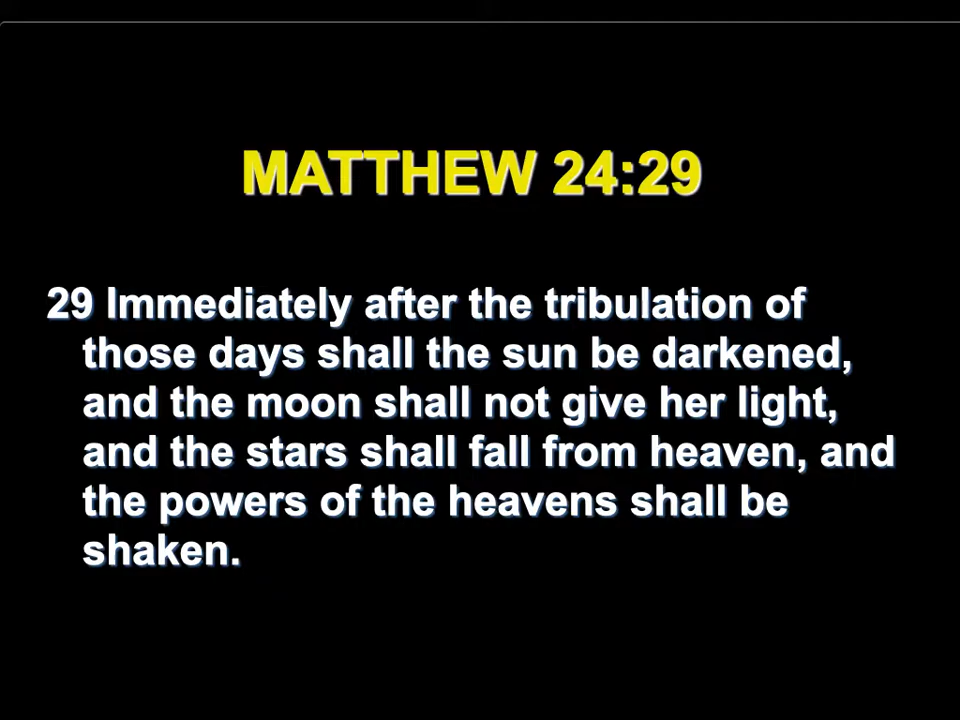 MATTHEW 24:29
29 Immediately after the tribulation of
those days shall the sun be darkened,
and the moon shall not give her light,
and the stars shall fall from heaven, and
the powers of the heavens shall be
shaken.